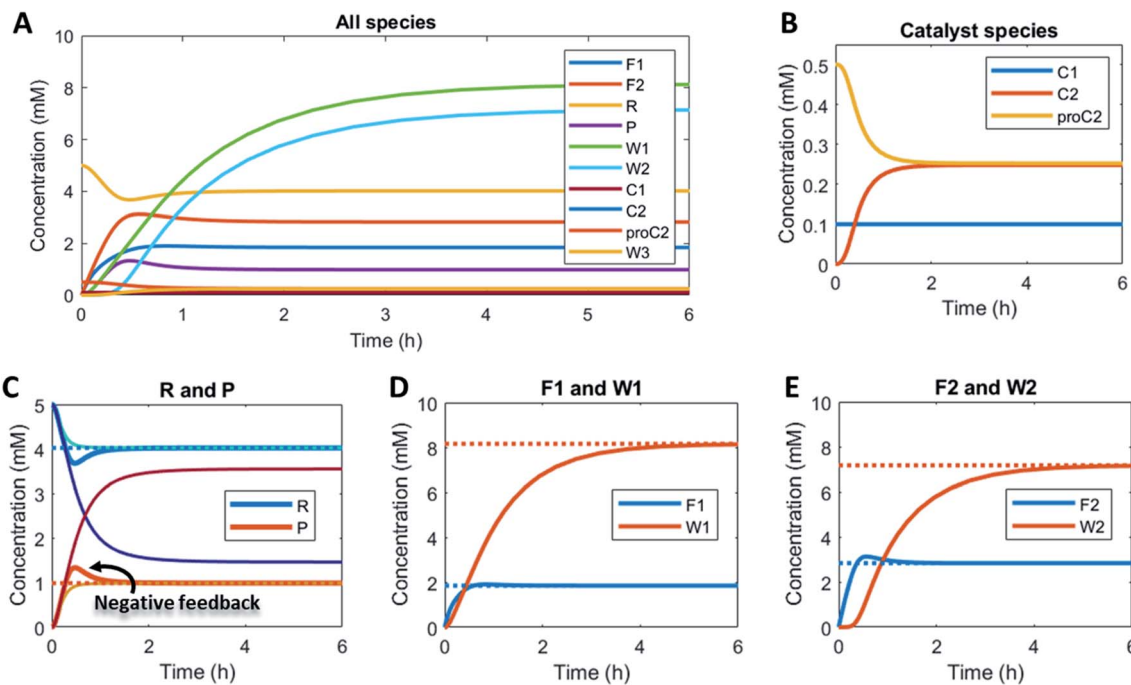 A
All species
Concentration (mM)
10
8
6
4
2
0
F1
F2
R
P
W1
W2
C1
C2
proC2
W3
0 1 2 3 4 5 6
Time (h)
B
Catalyst species
Concentration (mM)
0.5
0.4
0.3
0.2
0.1
0
C1
C2
proC2
0 2 4 6
Time (h)
C
R and P
Concentration (mM)
5
4
3
2
1
0
R
P
Negative feedback
0 2 4 6
Time (h)
D
F1 and W1
Concentration (mM)
10
8
6
4
2
0
F1
W1
0 2 4 6
Time (h)
E
F2 and W2
Concentration (mM)
10
8
6
4
2
0
F2
W2
0 2 4 6
Time (h)